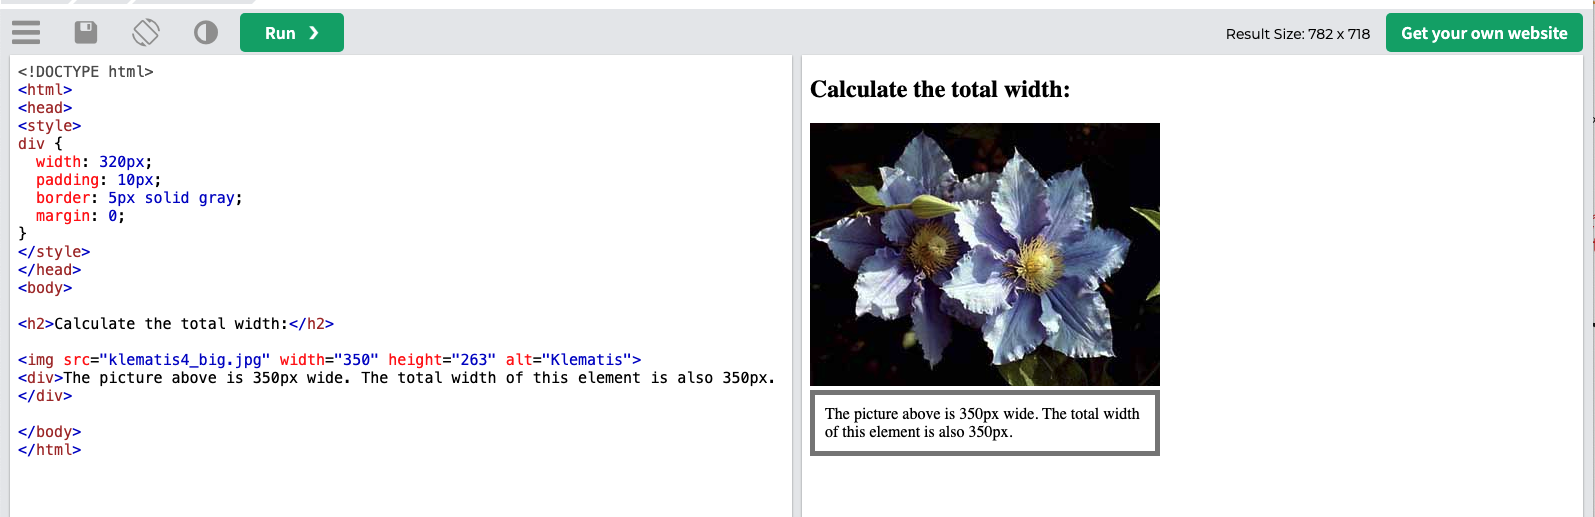 Run ❯
Result Size: 782 x 718
Get your own website
<!DOCTYPE html>
<html>
<head>
<style>
div {
  width: 320px;
  padding: 10px;
  border: 5px solid gray;
  margin: 0;
}
</style>
</head>
<body>

<h2>Calculate the total width:</h2>

<img src="klematis4_big.jpg" width="350" height="263" alt="Klematis">
<div>The picture above is 350px wide. The total width of this element is also 350px.
</div>

</body>
</html>
Calculate the total width:
The picture above is 350px wide. The total width
of this element is also 350px.